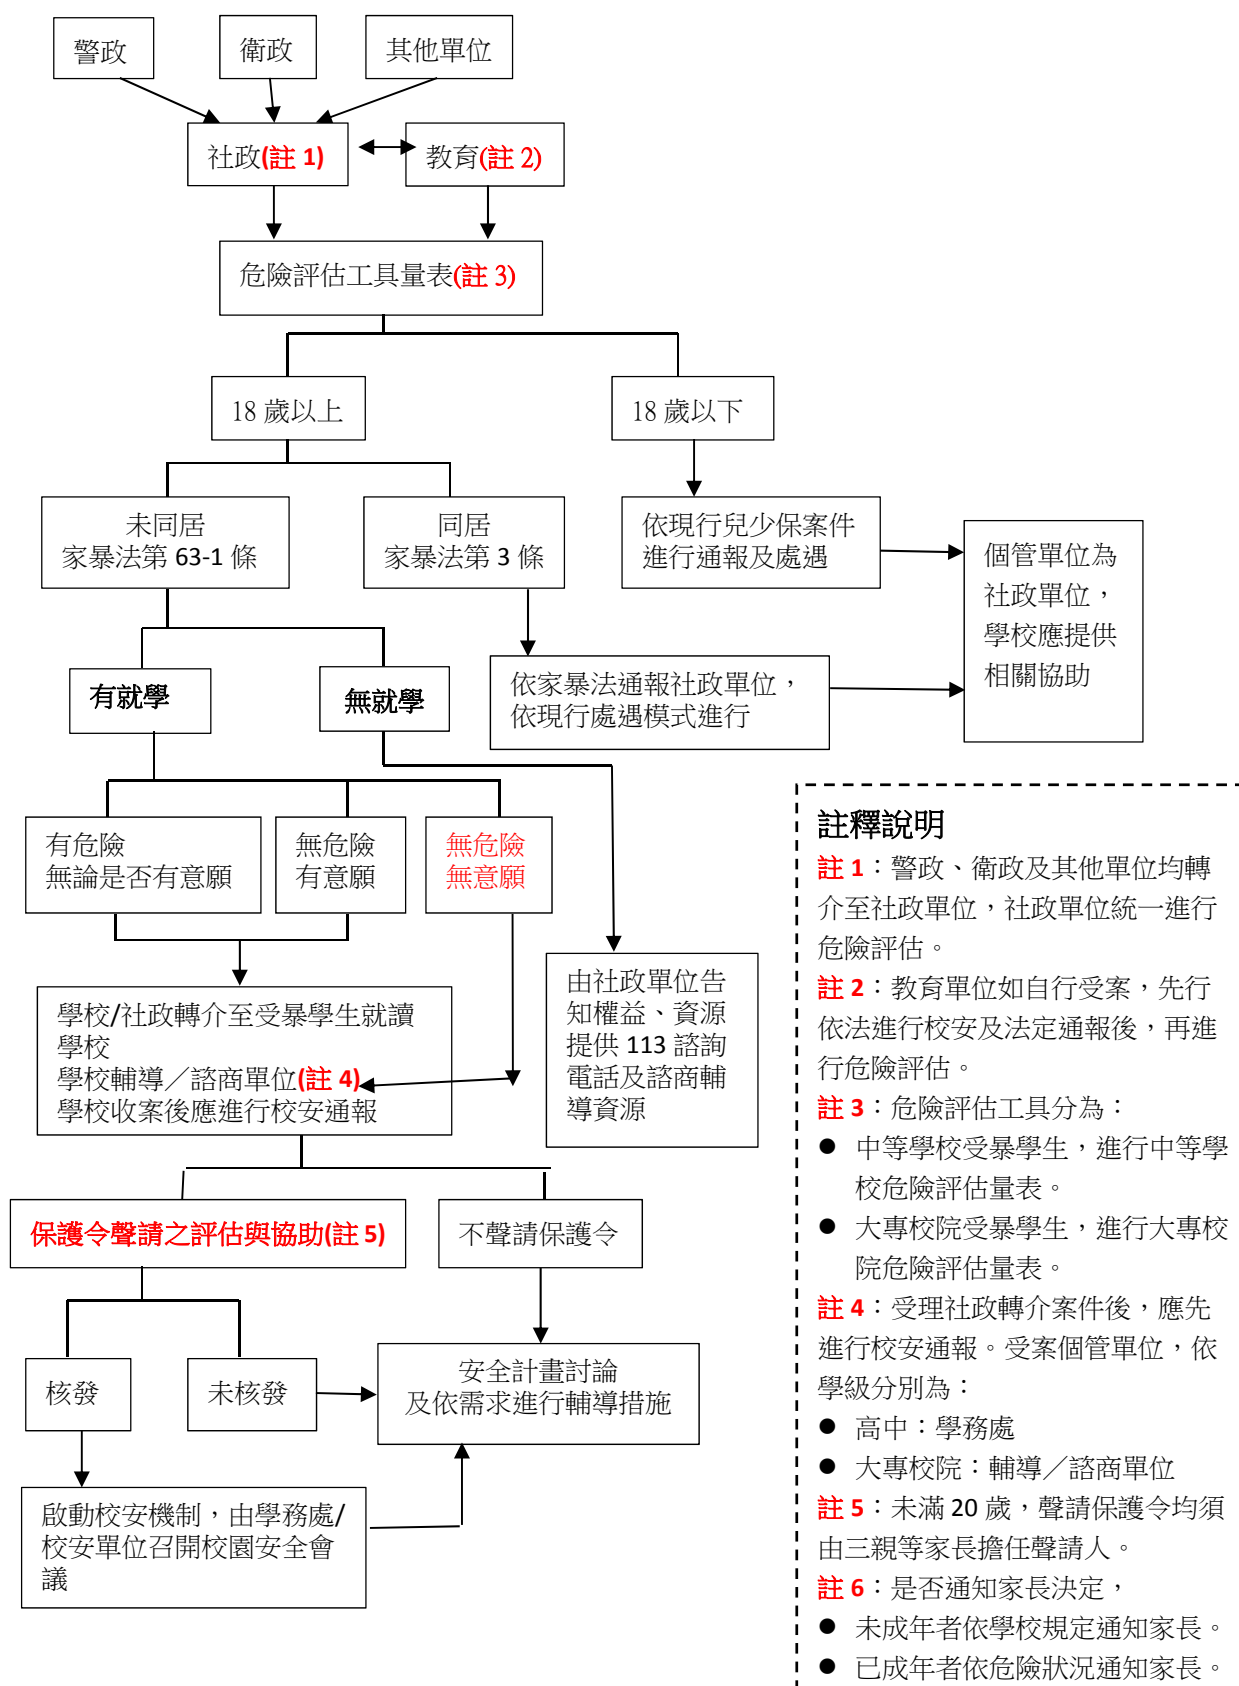 警政
衛政
其他單位
社政(註 1)
教育(註 2)
危險評估工具量表(註 3)
18 歲以上
18 歲以下
未同居
家暴法第 63-1 條
同居
家暴法第 3 條
依現行兒少保案件
進行通報及處遇
個管單位為
社政單位，
學校應提供
相關協助
有就學
無就學
依家暴法通報社政單位，
依現行處遇模式進行
有危險
無論是否有意願
無危險
有意願
無危險
無意願
學校/社政轉介至受暴學生就讀
學校
學校輔導／諮商單位(註 4)
學校收案後應進行校安通報
由社政單位告
知權益、資源
提供 113 諮詢
電話及諮商輔
導資源
保護令聲請之評估與協助(註 5)
不聲請保護令
核發
未核發
安全計畫討論
及依需求進行輔導措施
啟動校安機制，由學務處/
校安單位召開校園安全會
議
註釋說明
註 1：警政、衛政及其他單位均轉
介至社政單位，社政單位統一進行
危險評估。
註 2：教育單位如自行受案，先行
依法進行校安及法定通報後，再進
行危險評估。
註 3：危險評估工具分為：
● 中等學校受暴學生，進行中等學
校危險評估量表。
● 大專校院受暴學生，進行大專校
院危險評估量表。
註 4：受理社政轉介案件後，應先
進行校安通報。受案個管單位，依
學級分別為：
● 高中：學務處
● 大專校院：輔導／諮商單位
註 5：未滿 20 歲，聲請保護令均須
由三親等家長擔任聲請人。
註 6：是否通知家長決定，
● 未成年者依學校規定通知家長。
● 已成年者依危險狀況通知家長。